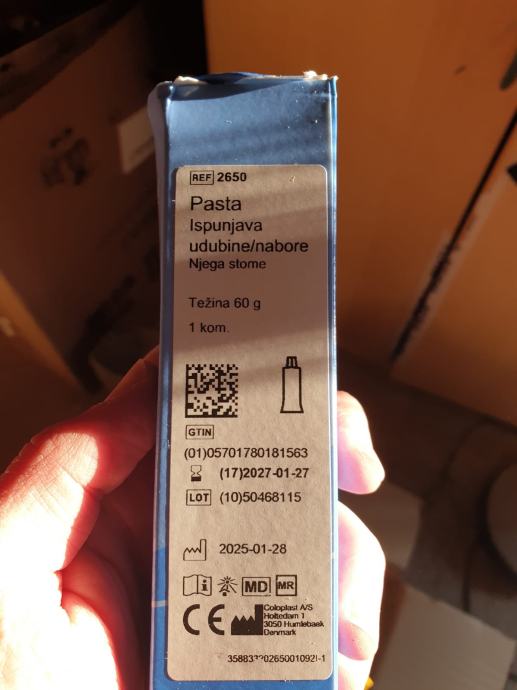 REF 2650
Pasta
Ispunjava
udubine/nabore
Njega stome
Težina 60 g
1 kom.
GTIN
(01)05701780181563
(17)2027-01-27
LOT (10)50468115
2025-01-28
MD MR
CE
Coloplast A/S
Holtedam 1
3050 Humlebaek
Denmark